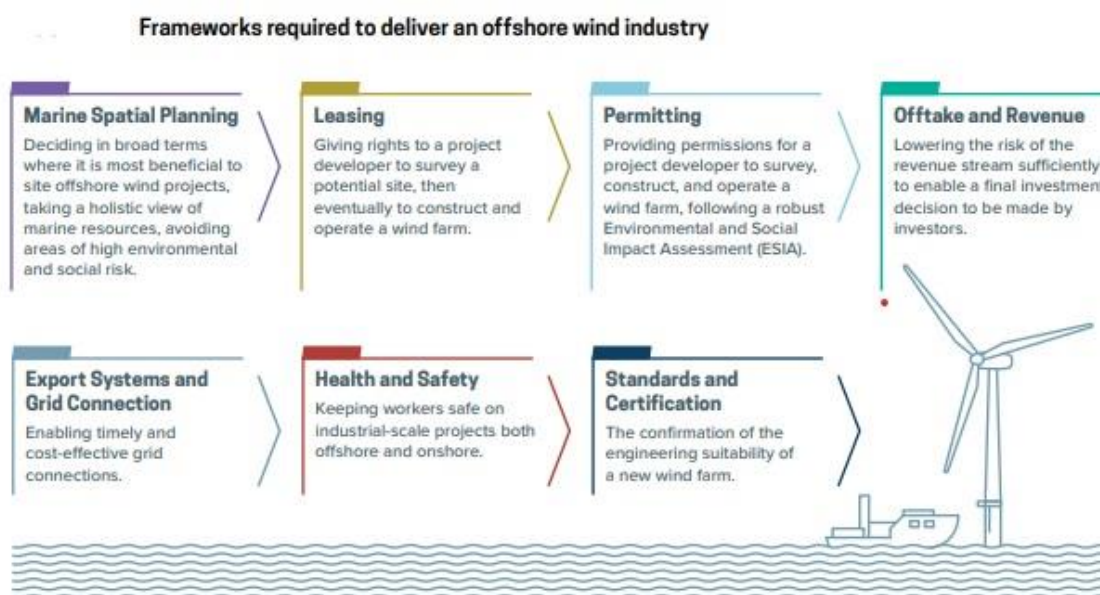 Frameworks required to deliver an offshore wind industry
Marine Spatial Planning
Deciding in broad terms
where it is most beneficial to
site offshore wind projects,
taking a holistic view of
marine resources, avoiding
areas of high environmental
and social risk.
Leasing
Giving rights to a project
developer to survey a
potential site, then
eventually to construct and
operate a wind farm.
Permitting
Providing permissions for a
project developer to survey,
construct, and operate a
wind farm, following a robust
Environmental and Social
Impact Assessment (ESIA).
Offtake and Revenue
Lowering the risk of the
revenue stream sufficiently
to enable a final investment
decision to be made by
investors.
Export Systems and
Grid Connection
Enabling timely and
cost-effective grid
connections.
Health and Safety
Keeping workers safe on
industrial-scale projects both
offshore and onshore.
Standards and
Certification
The confirmation of the
engineering suitability of
a new wind farm.